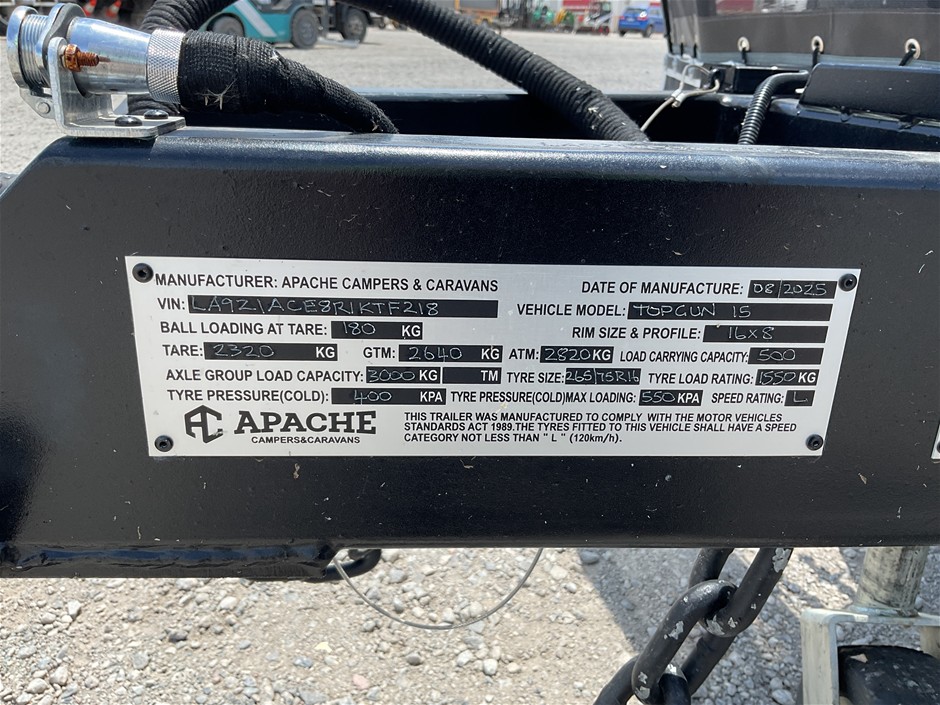 MANUFACTURER: APACHE CAMPERS & CARAVANS DATE OF MANUFACTURE: 08 2025
VIN: LA9Z1ACE8R1KTF218 VEHICLE MODEL: TOPGUN 15
BALL LOADING AT TARE: 180 KG RIM SIZE & PROFILE: 16x8
TARE: 2320 KG GTM: 2640 KG ATM: 2820 KG LOAD CARRYING CAPACITY: 500
AXLE GROUP LOAD CAPACITY: 3000 KG TM TYRE SIZE: 265/75R16 TYRE LOAD RATING: 1550 KG
TYRE PRESSURE(COLD): 400 KPA TYRE PRESSURE(COLD)MAX LOADING: 550 KPA SPEED RATING: L
AC APACHE
CAMPERS&CARAVANS
THIS TRAILER WAS MANUFACTURED TO COMPLY WITH THE MOTOR VEHICLES
STANDARDS ACT 1989.THE TYRES FITTED TO THIS VEHICLE SHALL HAVE A SPEED
CATEGORY NOT LESS THAN " L " (120km/h).